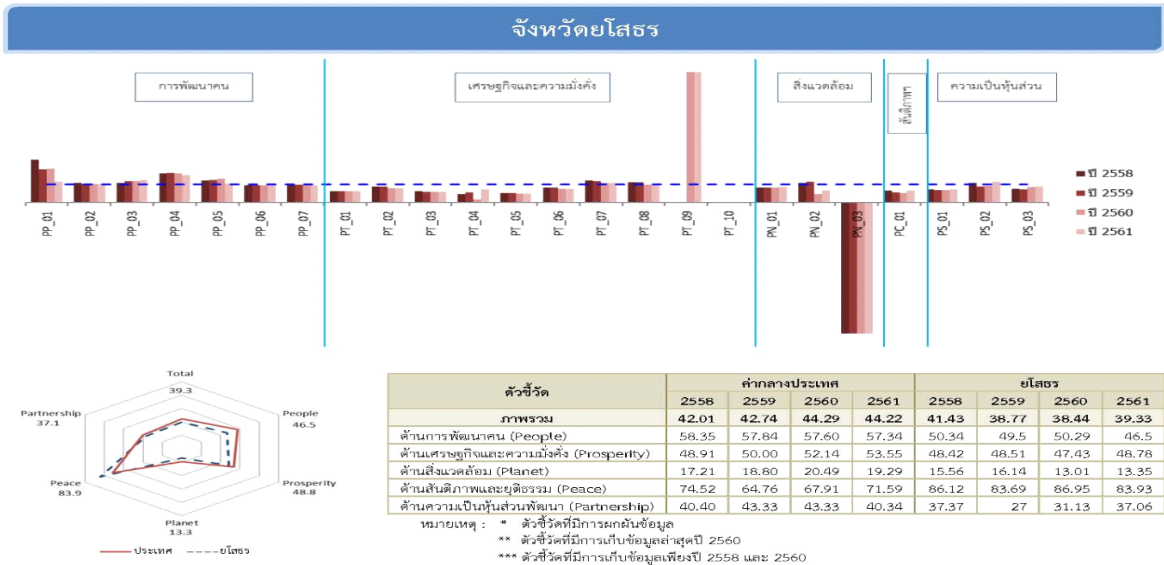 จังหวัดยโสธร
การพัฒนาคน
เศรษฐกิจและความมั่งคั่ง
สิ่งแวดล้อม
สันติภาพฯ
ความเป็นหุ้นส่วน
ปี 2558
ปี 2559
ปี 2560
ปี 2561
PP_01 PP_02 PP_03 PP_04 PP_05 PP_06 PP_07 PT_01 PT_02 PT_03 PT_04 PT_05 PT_06 PT_07 PT_08 PT_09 PT_10 PN_01 PN_02 PN_03 PC_01 PS_01 PS_02 PS_03
Total
39.3
People
46.5
Prosperity
48.8
Planet
13.3
Peace
83.9
Partnership
37.1
ประเทศ ยโสธร
ตัวชี้วัด ค่ากลางประเทศ ยโสธร
2558 2559 2560 2561 2558 2559 2560 2561
ภาพรวม 42.01 42.74 44.29 44.22 41.43 38.77 38.44 39.33
ด้านการพัฒนาคน (People) 58.35 57.84 57.60 57.34 50.34 49.5 50.29 46.5
ด้านเศรษฐกิจและความมั่งคั่ง (Prosperity) 48.91 50.00 52.14 53.55 48.42 48.51 47.43 48.78
ด้านสิ่งแวดล้อม (Planet) 17.21 18.80 20.49 19.29 15.56 16.14 13.01 13.35
ด้านสันติภาพและยุติธรรม (Peace) 74.52 64.76 67.91 71.59 86.12 83.69 86.95 83.93
ด้านความเป็นหุ้นส่วนพัฒนา (Partnership) 40.40 43.33 43.33 40.34 37.37 27 31.13 37.06
หมายเหตุ : * ตัวชี้วัดที่มีการผกผันข้อมูล
** ตัวชี้วัดที่มีการเก็บข้อมูลล่าสุดปี 2560
*** ตัวชี้วัดที่มีการเก็บข้อมูลเพียงปี 2558 และ 2560